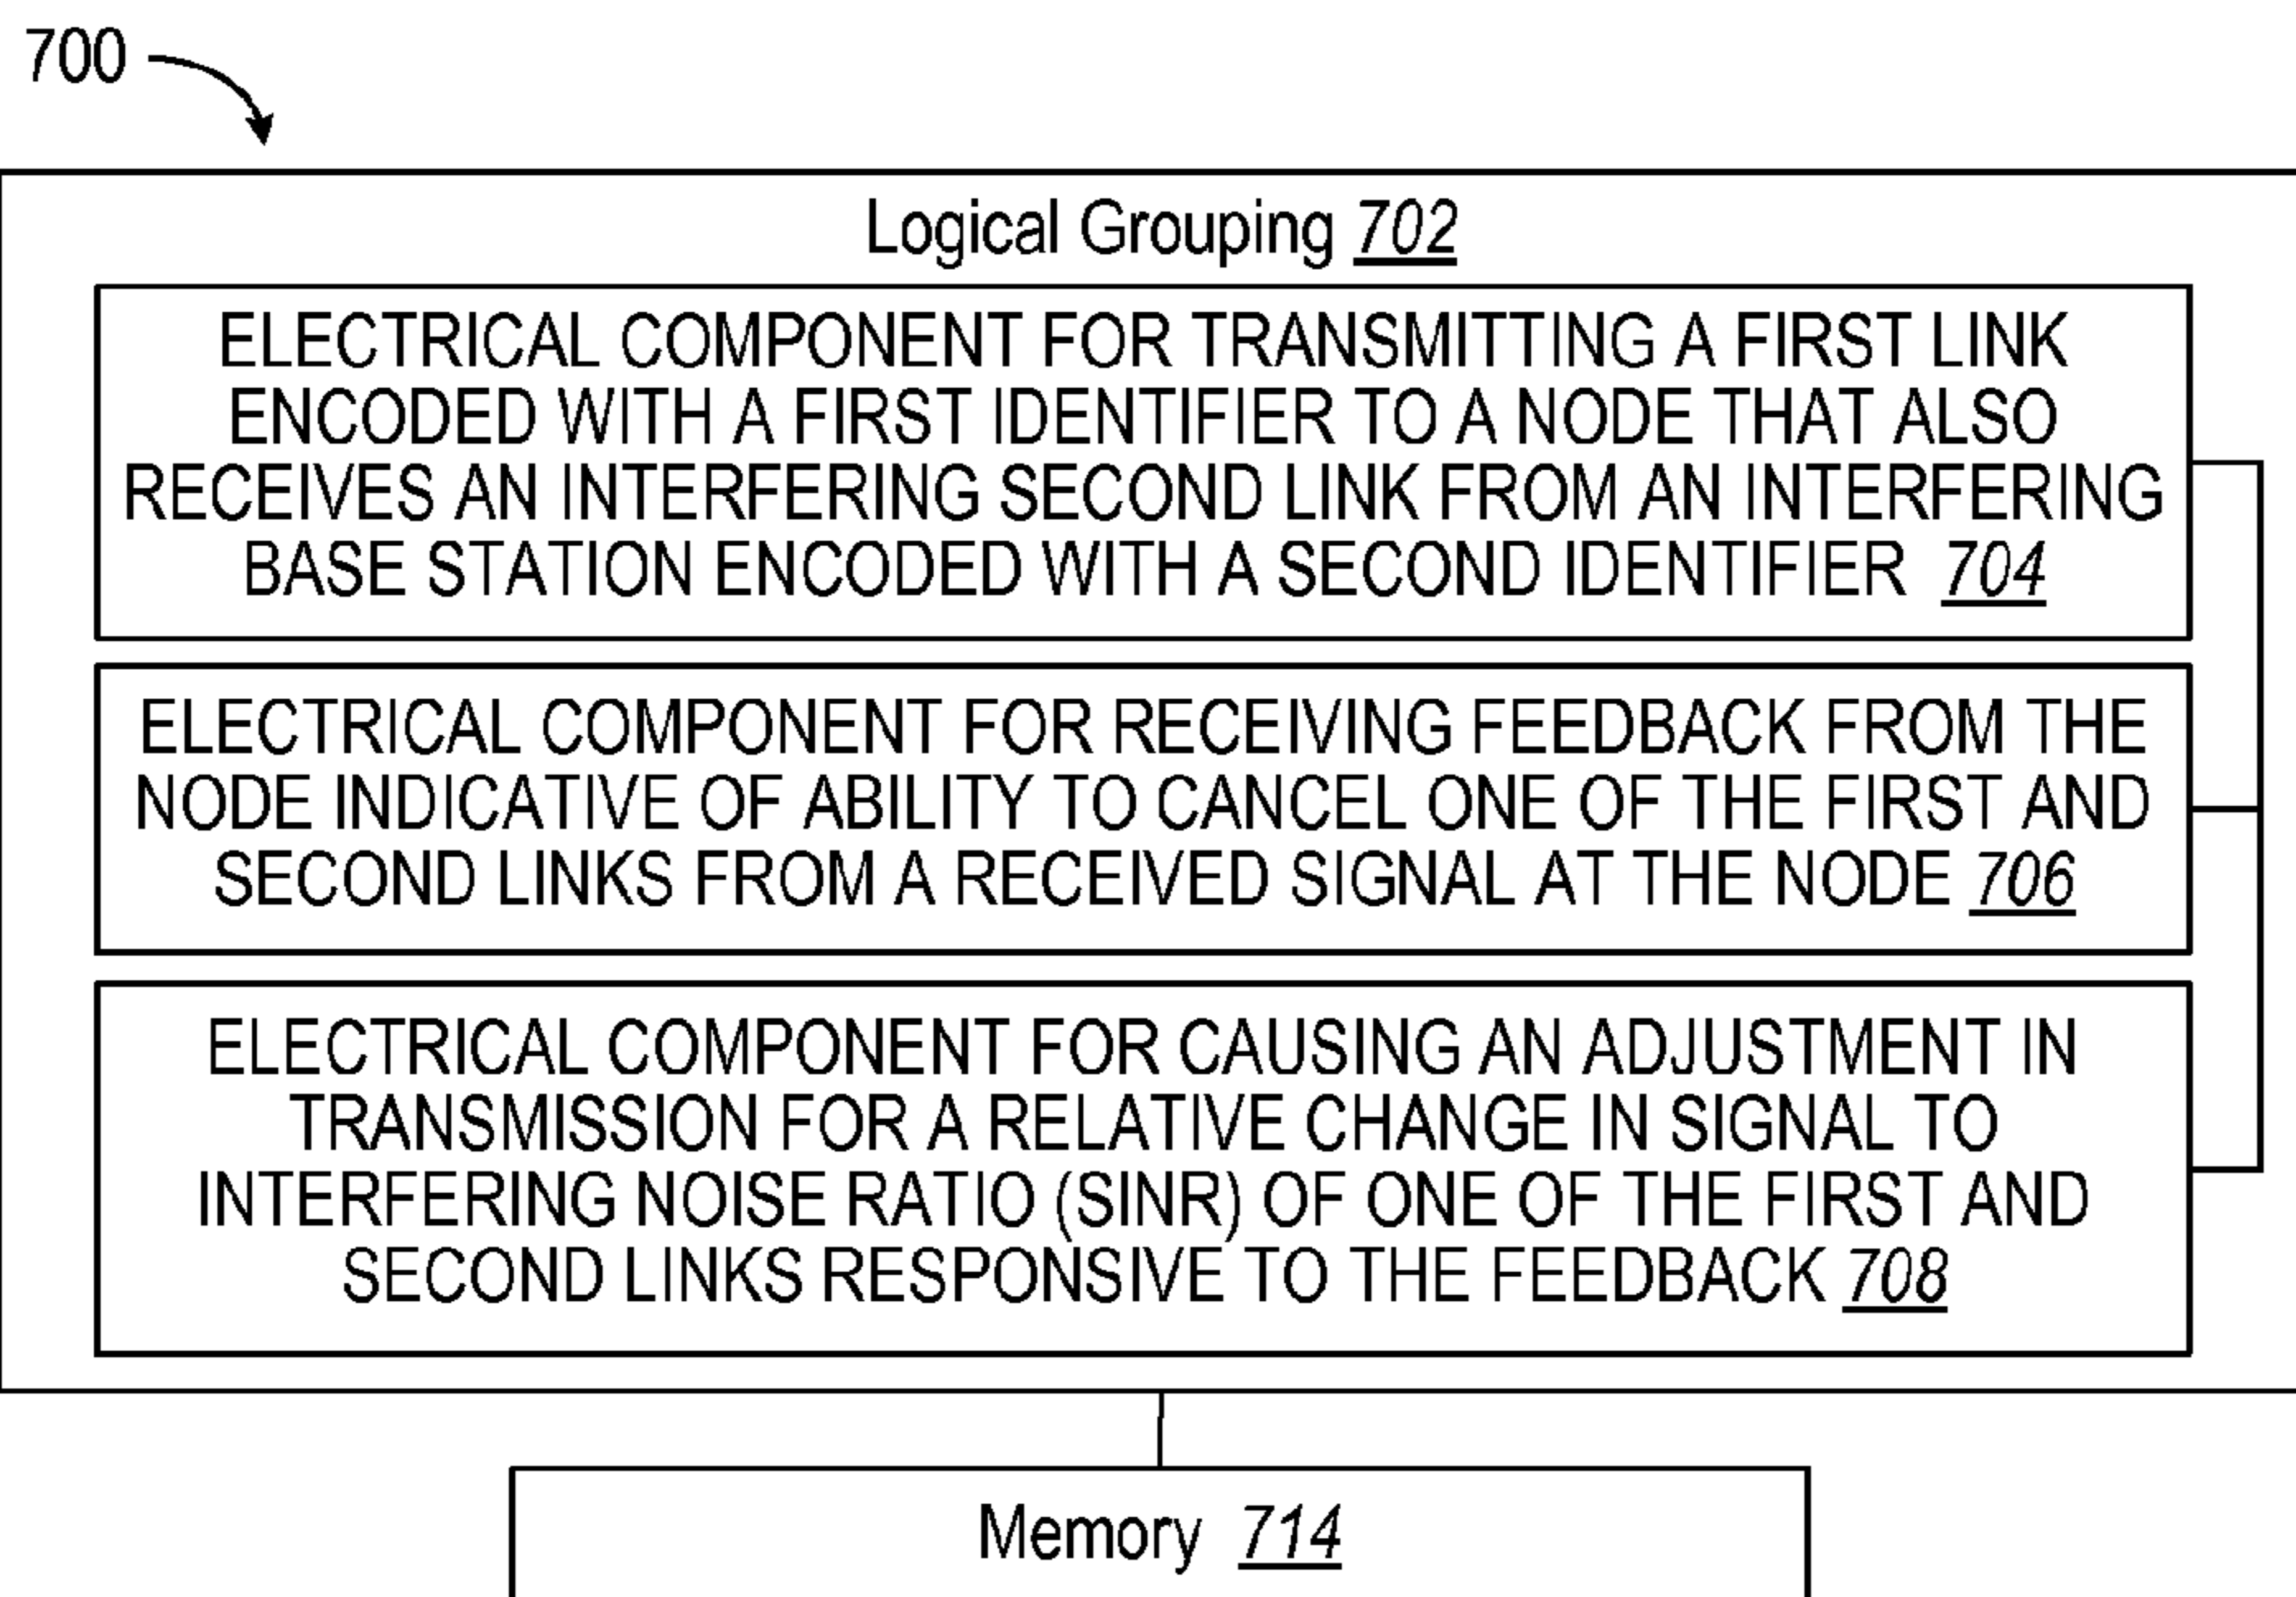 700
Logical Grouping 702
ELECTRICAL COMPONENT FOR TRANSMITTING A FIRST LINK
ENCODED WITH A FIRST IDENTIFIER TO A NODE THAT ALSO
RECEIVES AN INTERFERING SECOND LINK FROM AN INTERFERING
BASE STATION ENCODED WITH A SECOND IDENTIFIER 704
ELECTRICAL COMPONENT FOR RECEIVING FEEDBACK FROM THE
NODE INDICATIVE OF ABILITY TO CANCEL ONE OF THE FIRST AND
SECOND LINKS FROM A RECEIVED SIGNAL AT THE NODE 706
ELECTRICAL COMPONENT FOR CAUSING AN ADJUSTMENT IN
TRANSMISSION FOR A RELATIVE CHANGE IN SIGNAL TO
INTERFERING NOISE RATIO (SINR) OF ONE OF THE FIRST AND
SECOND LINKS RESPONSIVE TO THE FEEDBACK 708
Memory 714